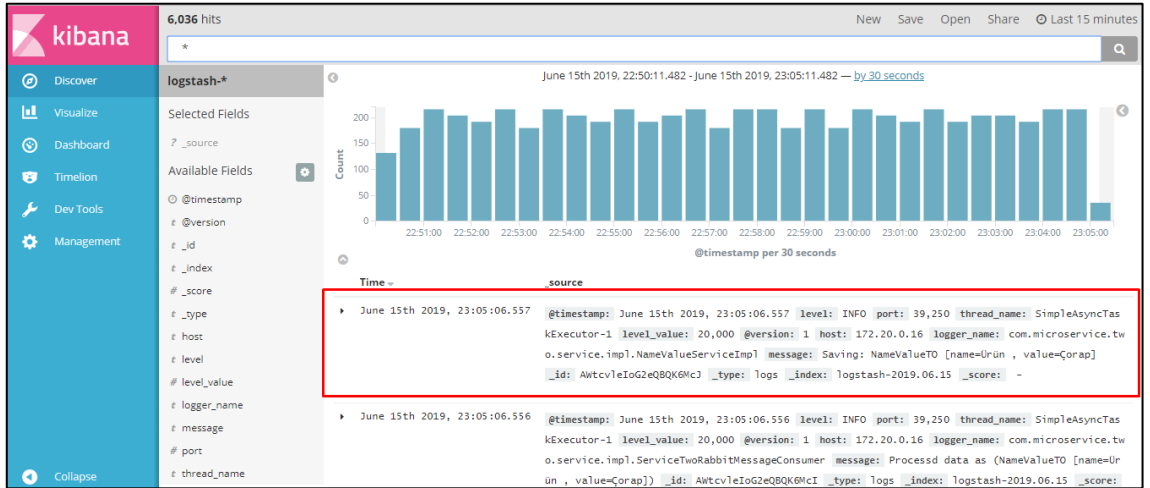 kibana
Discover
Visualize
Dashboard
Timelion
Dev Tools
Management
Collapse
6,036 hits
New Save Open Share Last 15 minutes
*
logstash-*
Selected Fields
? _source
Available Fields
@timestamp
t @version
t _id
t _index
# _score
t _type
t host
t level
# level_value
t logger_name
t message
# port
t thread_name
June 15th 2019, 22:50:11.482 - June 15th 2019, 23:05:11.482 — by 30 seconds
Count
200
150
100
50
0
22:51:00 22:52:00 22:53:00 22:54:00 22:55:00 22:56:00 22:57:00 22:58:00 22:59:00 23:00:00 23:01:00 23:02:00 23:03:00 23:04:00 23:05:00
@timestamp per 30 seconds
Time _source
June 15th 2019, 23:05:06.557 @timestamp: June 15th 2019, 23:05:06.557 level: INFO port: 39,250 thread_name: SimpleAsyncTas
kExecutor-1 level_value: 20,000 @version: 1 host: 172.20.0.16 logger_name: com.microservice.tw
o.service.impl.NameValueServiceImpl message: Saving: NameValueTO [name=Ürün , value=Çorap]
_id: AWtcvleIoG2eQBQK6McJ _type: logs _index: logstash-2019.06.15 _score: -
June 15th 2019, 23:05:06.556 @timestamp: June 15th 2019, 23:05:06.556 level: INFO port: 39,250 thread_name: SimpleAsyncTas
kExecutor-1 level_value: 20,000 @version: 1 host: 172.20.0.16 logger_name: com.microservice.tw
o.service.impl.ServiceTwoRabbitMessageConsumer message: Processd data as (NameValueTO [name=Ür
ün , value=Çorap]) _id: AWtcvleIoG2eQBQK6McI _type: logs _index: logstash-2019.06.15 _score: